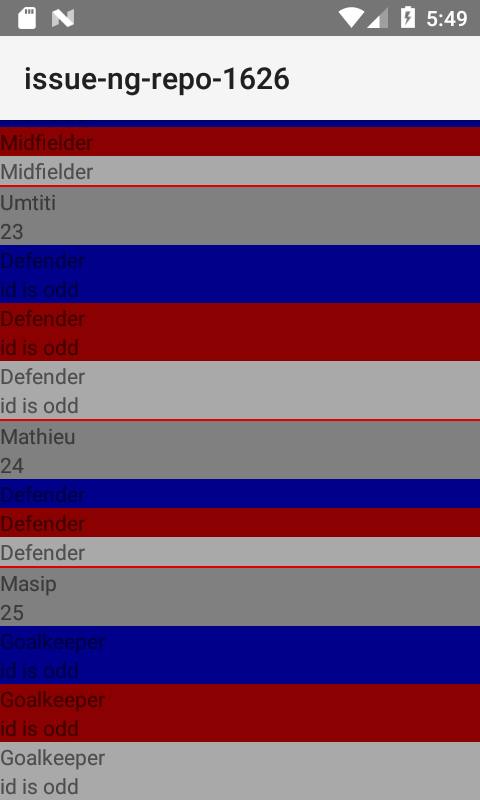 5:49
issue-ng-repo-1626
Midfielder
Midfielder
Umtiti
23
Defender
id is odd
Defender
id is odd
Defender
id is odd
Mathieu
24
Defender
Defender
Defender
Masip
25
Goalkeeper
id is odd
Goalkeeper
id is odd
Goalkeeper
id is odd